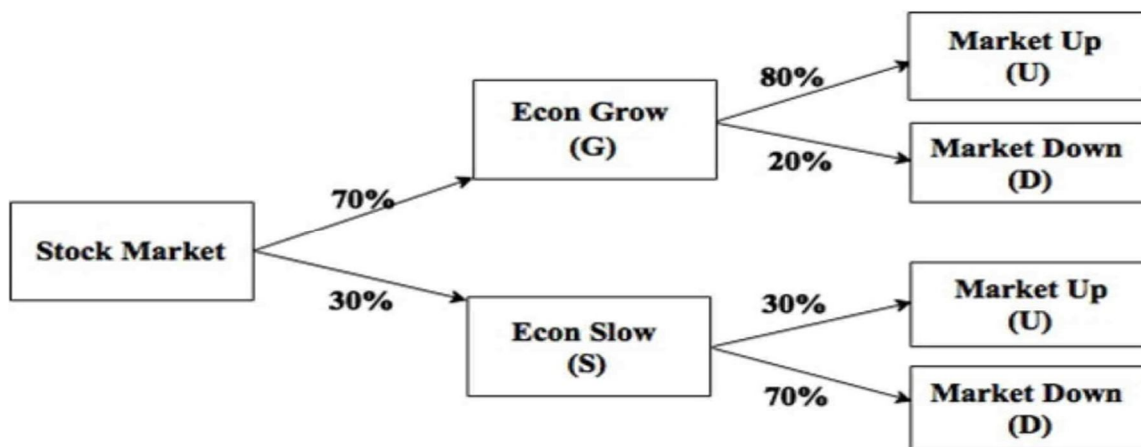 Stock Market
70%
30%
Econ Grow
(G)
80%
20%
Market Up
(U)
Market Down
(D)
Econ Slow
(S)
30%
70%
Market Up
(U)
Market Down
(D)